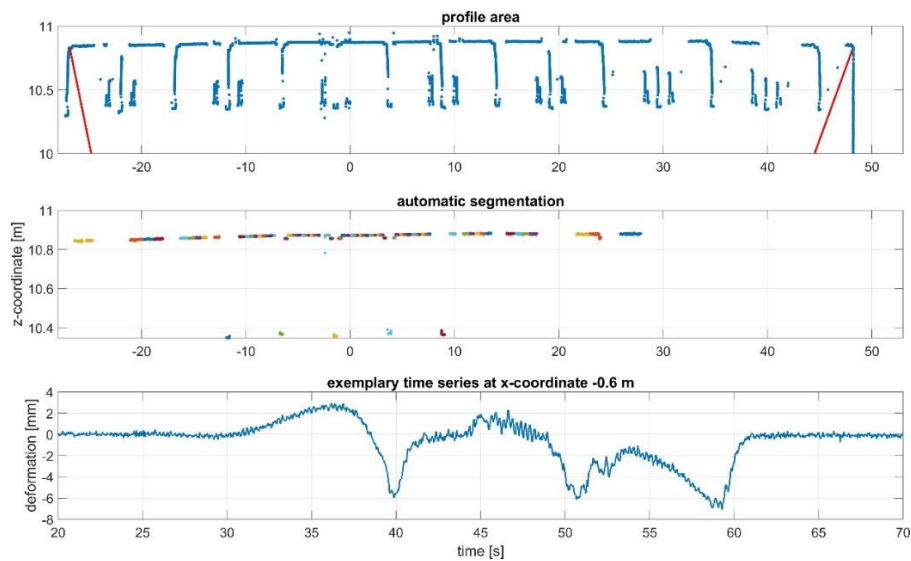 profile area
11
10.5
10
-20 -10 0 10 20 30 40 50
automatic segmentation
z-coordinate [m]
11
10.8
10.6
10.4
-20 -10 0 10 20 30 40 50
exemplary time series at x-coordinate -0.6 m
deformation [mm]
4
2
0
-2
-4
-6
-8
20 25 30 35 40 45 50 55 60 65 70
time [s]